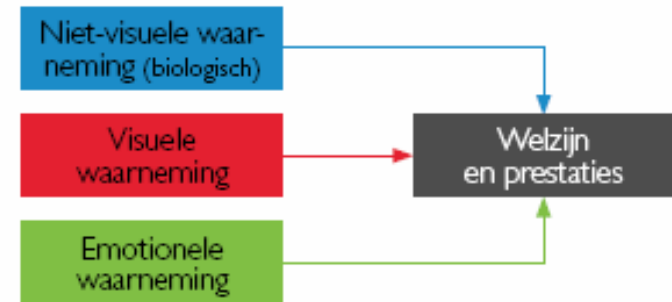 Niet-visuele waar-
neming (biologisch)
Visuele
waarneming
Welzijn
en prestaties
Emotionele
waarneming